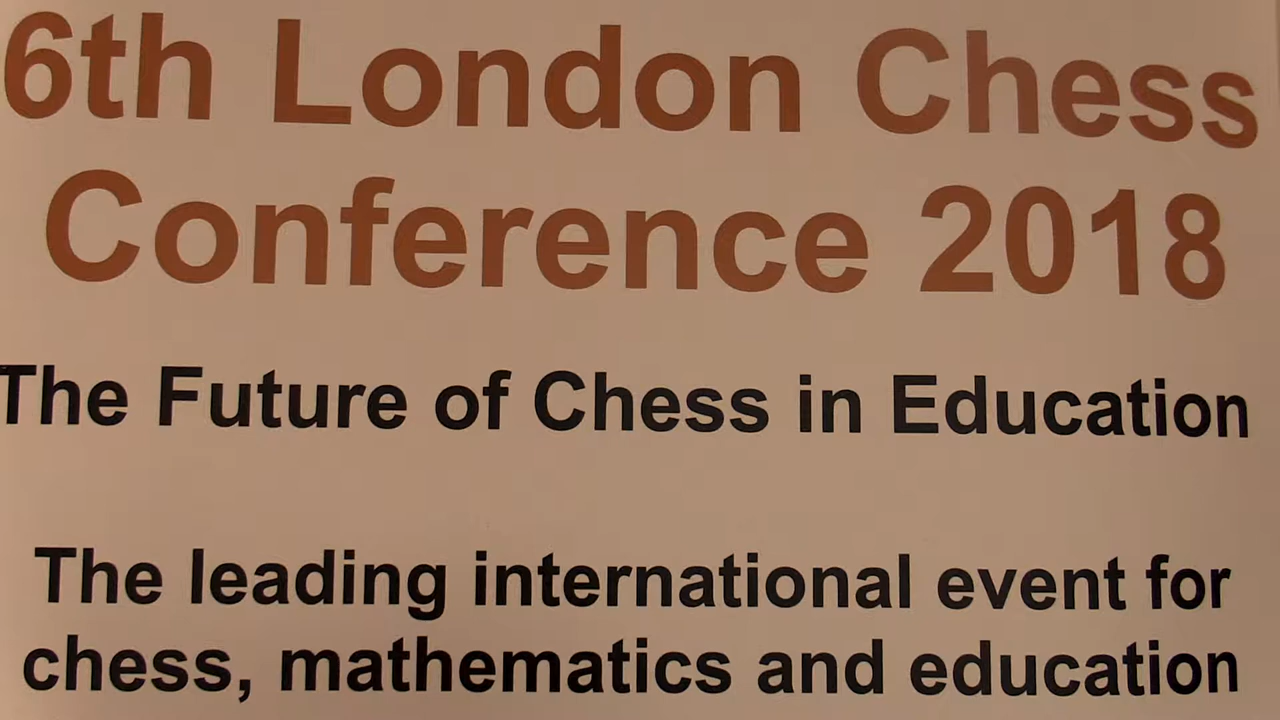 6th London Chess
Conference 2018
The Future of Chess in Education
The leading international event for
chess, mathematics and education